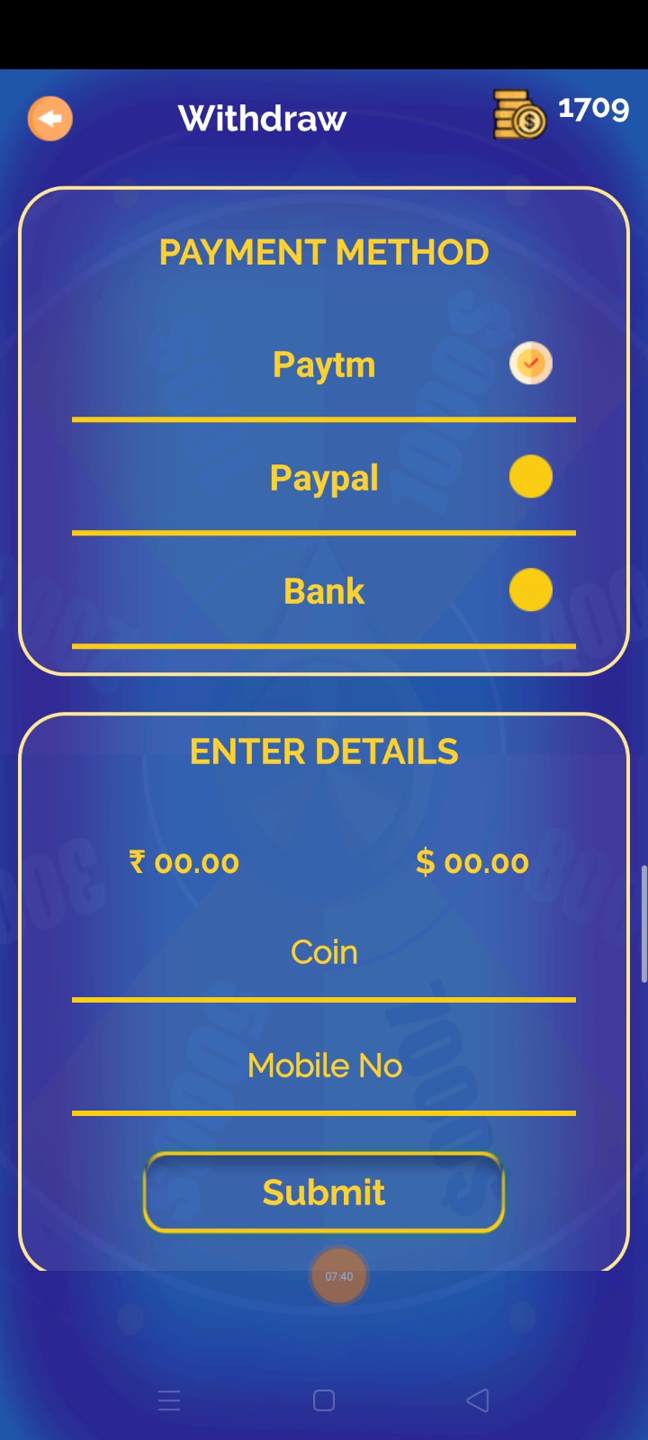 Withdraw
1709
PAYMENT METHOD
Paytm
Paypal
Bank
ENTER DETAILS
₹ 00.00 $ 00.00
Coin
Mobile No
Submit
07:40